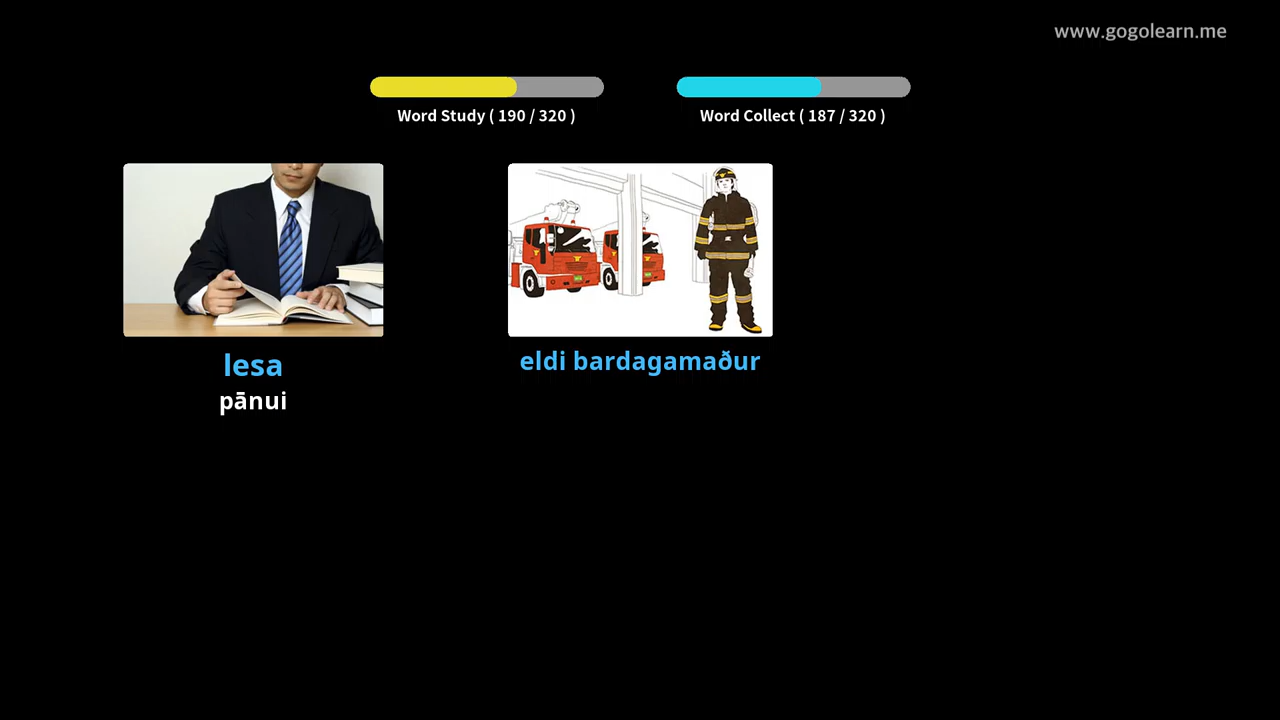 www.gogolearn.me
Word Study ( 190 / 320 )
Word Collect ( 187 / 320 )
lesa
pānui
eldi bardagamaður